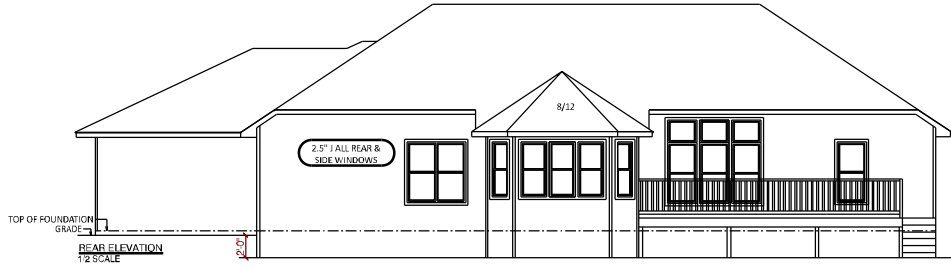 8/12
2.5" J ALL REAR &
SIDE WINDOWS
TOP OF FOUNDATION
GRADE
REAR ELEVATION
1/2 SCALE
2'-0"